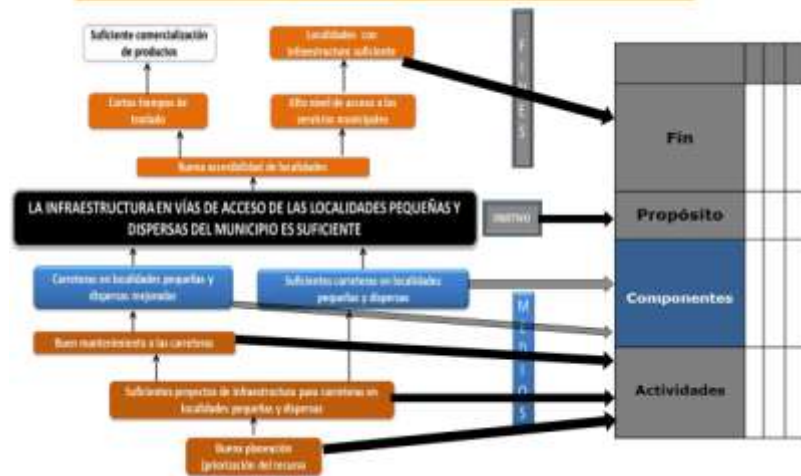 Suficiente comercialización
de productos
Localidades con
infraestructura suficiente
FINES
Cortos tiempos de
traslado
Alto nivel de acceso a los
servicios municipales
Buena accesibilidad de localidades
LA INFRAESTRUCTURA EN VÍAS DE ACCESO DE LAS LOCALIDADES PEQUEÑAS Y
DISPERSAS DEL MUNICIPIO ES SUFICIENTE
OBJETIVO
Carreteras en localidades pequeñas y
dispersas mejoradas
Suficientes carreteras en localidades
pequeñas y dispersas
MEDIOS
Buen mantenimiento a las carreteras
Suficientes proyectos de infraestructura para carreteras en
localidades pequeñas y dispersas
Buena planeación
(priorización del recurso
Fin
Propósito
Componentes
Actividades